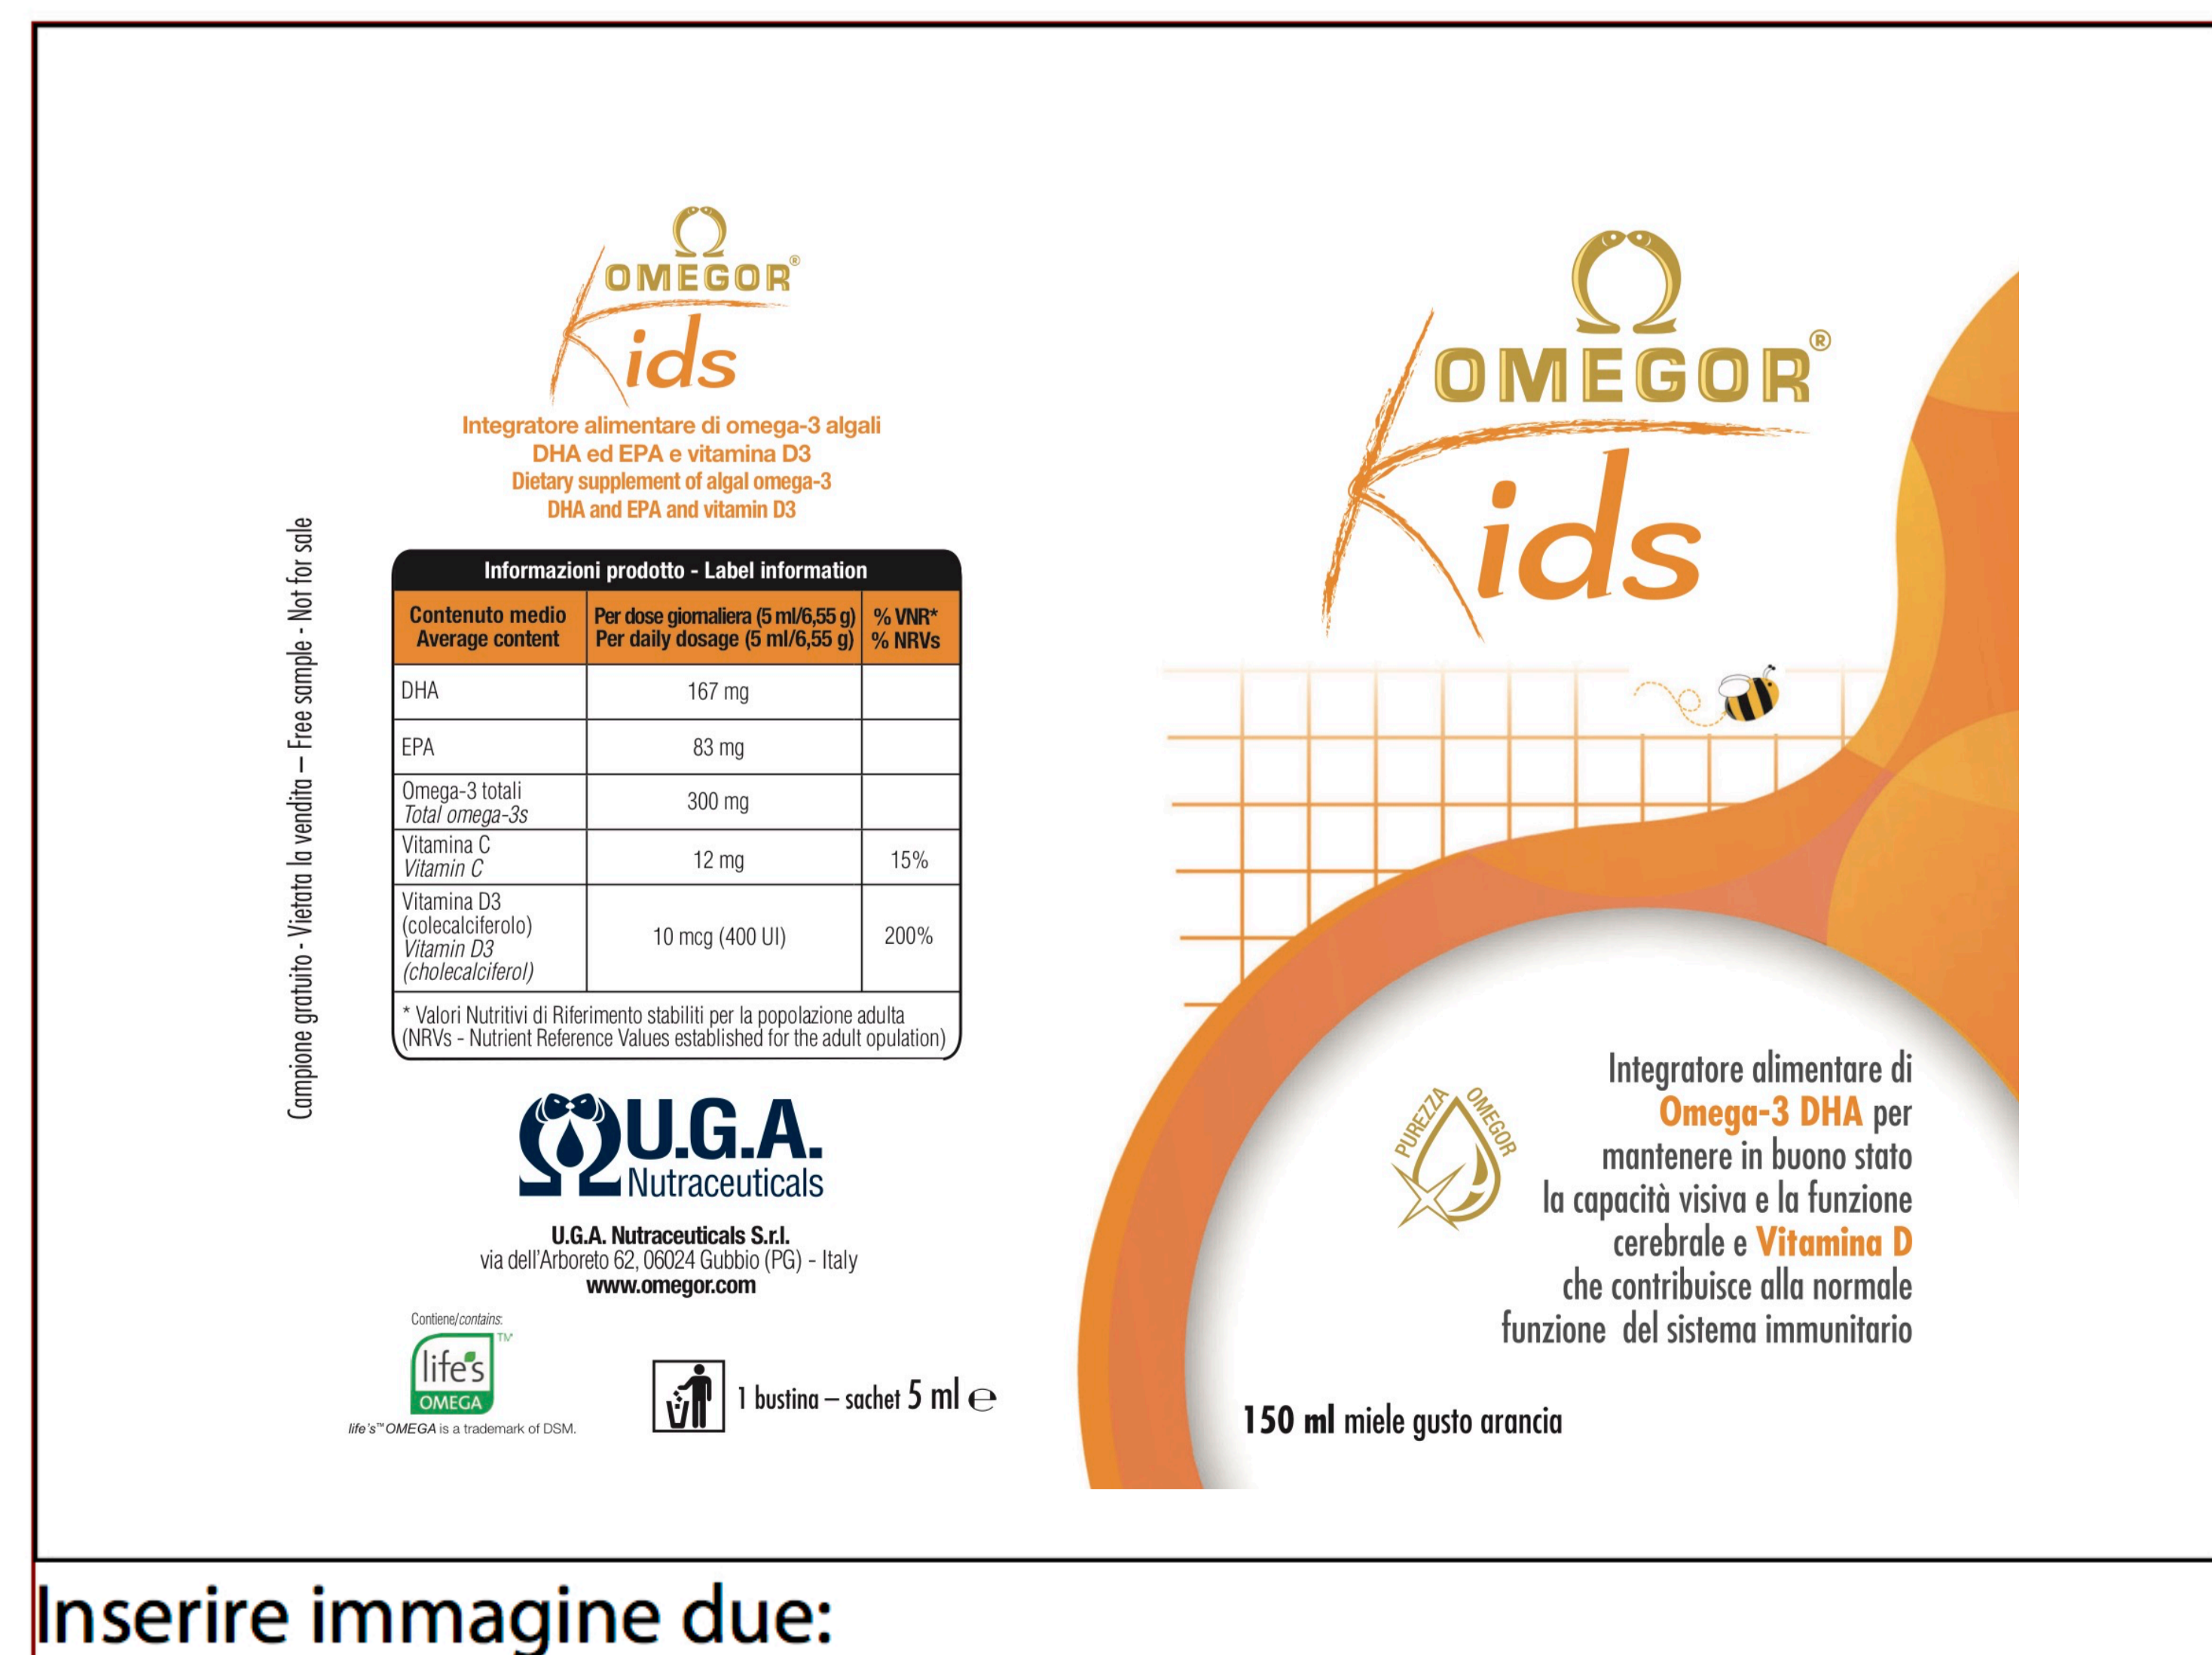 Campione gratuito - Vietata la vendita – Free sample - Not for sale
OMEGOR®
Kids
Integratore alimentare di omega-3 algali
DHA ed EPA e vitamina D3
Dietary supplement of algal omega-3
DHA and EPA and vitamin D3
Informazioni prodotto - Label information
Contenuto medio
Average content
Per dose giornaliera (5 ml/6,55 g)
Per daily dosage (5 ml/6,55 g)
% VNR*
% NRVs
DHA 167 mg
EPA 83 mg
Omega-3 totali
Total omega-3s
300 mg
Vitamina C
Vitamin C
12 mg 15%
Vitamina D3
(colecalciferolo)
Vitamin D3
(cholecalciferol)
10 mcg (400 UI) 200%
* Valori Nutritivi di Riferimento stabiliti per la popolazione adulta
(NRVs - Nutrient Reference Values established for the adult opulation)
U.G.A.
Nutraceuticals
U.G.A. Nutraceuticals S.r.l.
via dell'Arboreto 62, 06024 Gubbio (PG) - Italy
www.omegor.com
Contiene/contains:
life's TM
OMEGA
life's™OMEGA is a trademark of DSM.
1 bustina – sachet 5 ml ℮
OMEGOR®
Kids
PUREZZA OMEGOR
Integratore alimentare di
Omega-3 DHA per
mantenere in buono stato
la capacità visiva e la funzione
cerebrale e Vitamina D
che contribuisce alla normale
funzione del sistema immunitario
150 ml miele gusto arancia
Inserire immagine due: